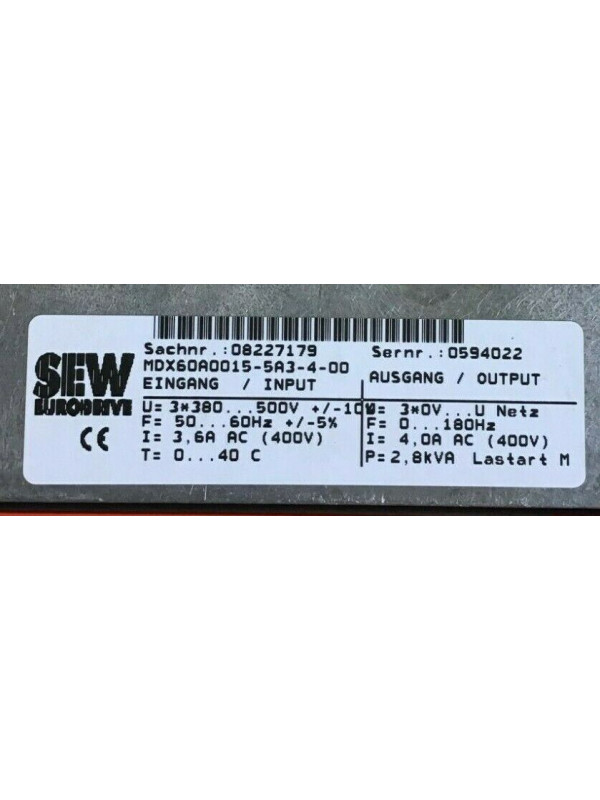 SEW
EURODRIVE
CE
Sachnr.:08227179
Sernr.:0594022
MDX60A0015-5A3-4-00
EINGANG / INPUT
AUSGANG / OUTPUT
U= 3*380...500V +/-10%
F= 50...60Hz +/-5%
I= 3,6A AC (400V)
T= 0...40 C
U= 3*0V...U Netz
F= 0...180Hz
I= 4,0A AC (400V)
P= 2,8kVA Lastart M